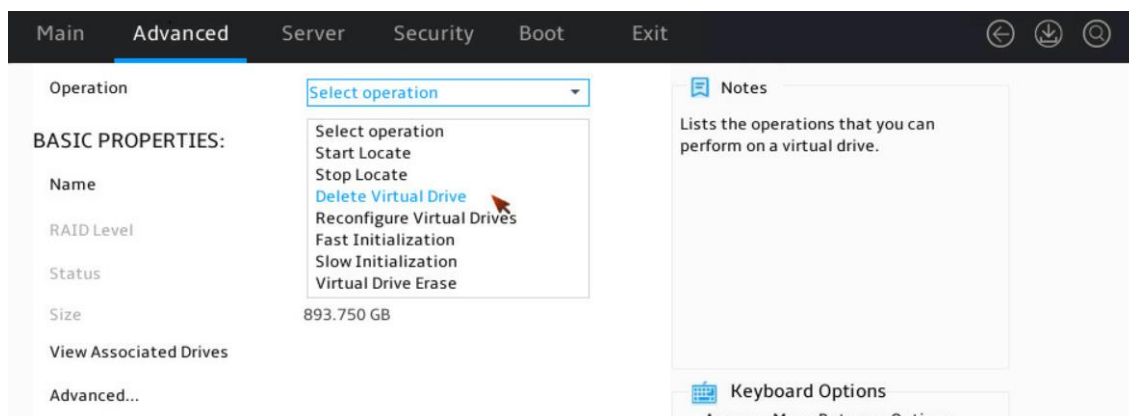 Main Advanced Server Security Boot Exit
Operation
Select operation
BASIC PROPERTIES:
Select operation
Start Locate
Stop Locate
Delete Virtual Drive
Reconfigure Virtual Drives
Fast Initialization
Slow Initialization
Virtual Drive Erase
Name
RAID Level
Status
Size 893.750 GB
View Associated Drives
Advanced...
Notes
Lists the operations that you can
perform on a virtual drive.
Keyboard Options